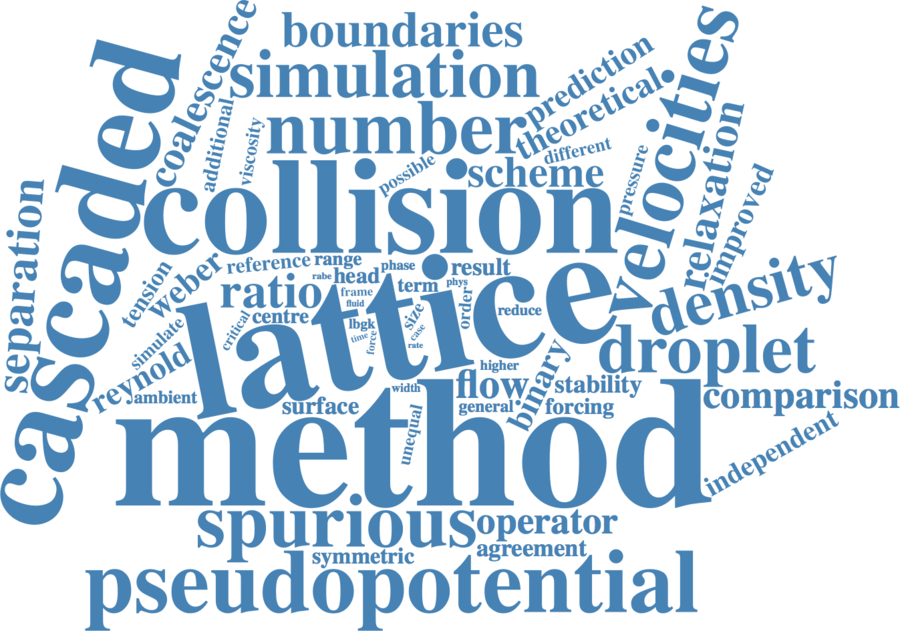 boundaries
coalescence
simulation
cascaded
additional
viscosity
number
prediction
theoretical
velocities
different
possible
scheme
pressure
relaxation
improved
separation
collision
tension
weber
reference
range
rabe
head
phase
term
result
phys
density
ratio
frame
fluid
size
order
reduce
critical
centre
lbgk
time
force
case
rate
lattice
simulate
reynold
ambient
droplet
higher
binary
width
flow
stability
comparison
surface
general
forcing
unequal
method
independent
spurious
operator
symmetric
agreement
pseudopotential